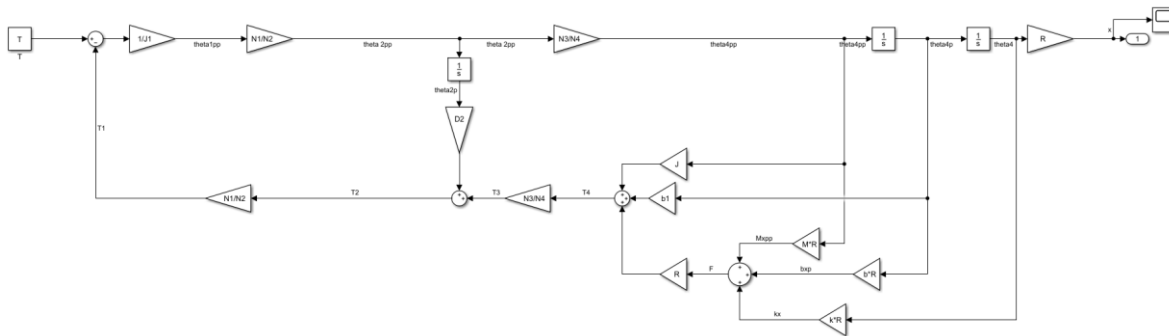 T
T
1/J1
theta1pp
N1/N2
theta 2pp
theta 2pp
N3/N4
theta4pp
theta4pp
1
s
theta4p
1
s
theta4
R
x
1
1
s
theta2p
D2
T1
N1/N2
T2
T3
N3/N4
T4
J
b1
M*R
Mxpp
R
F
bxp
b*R
kx
k*R